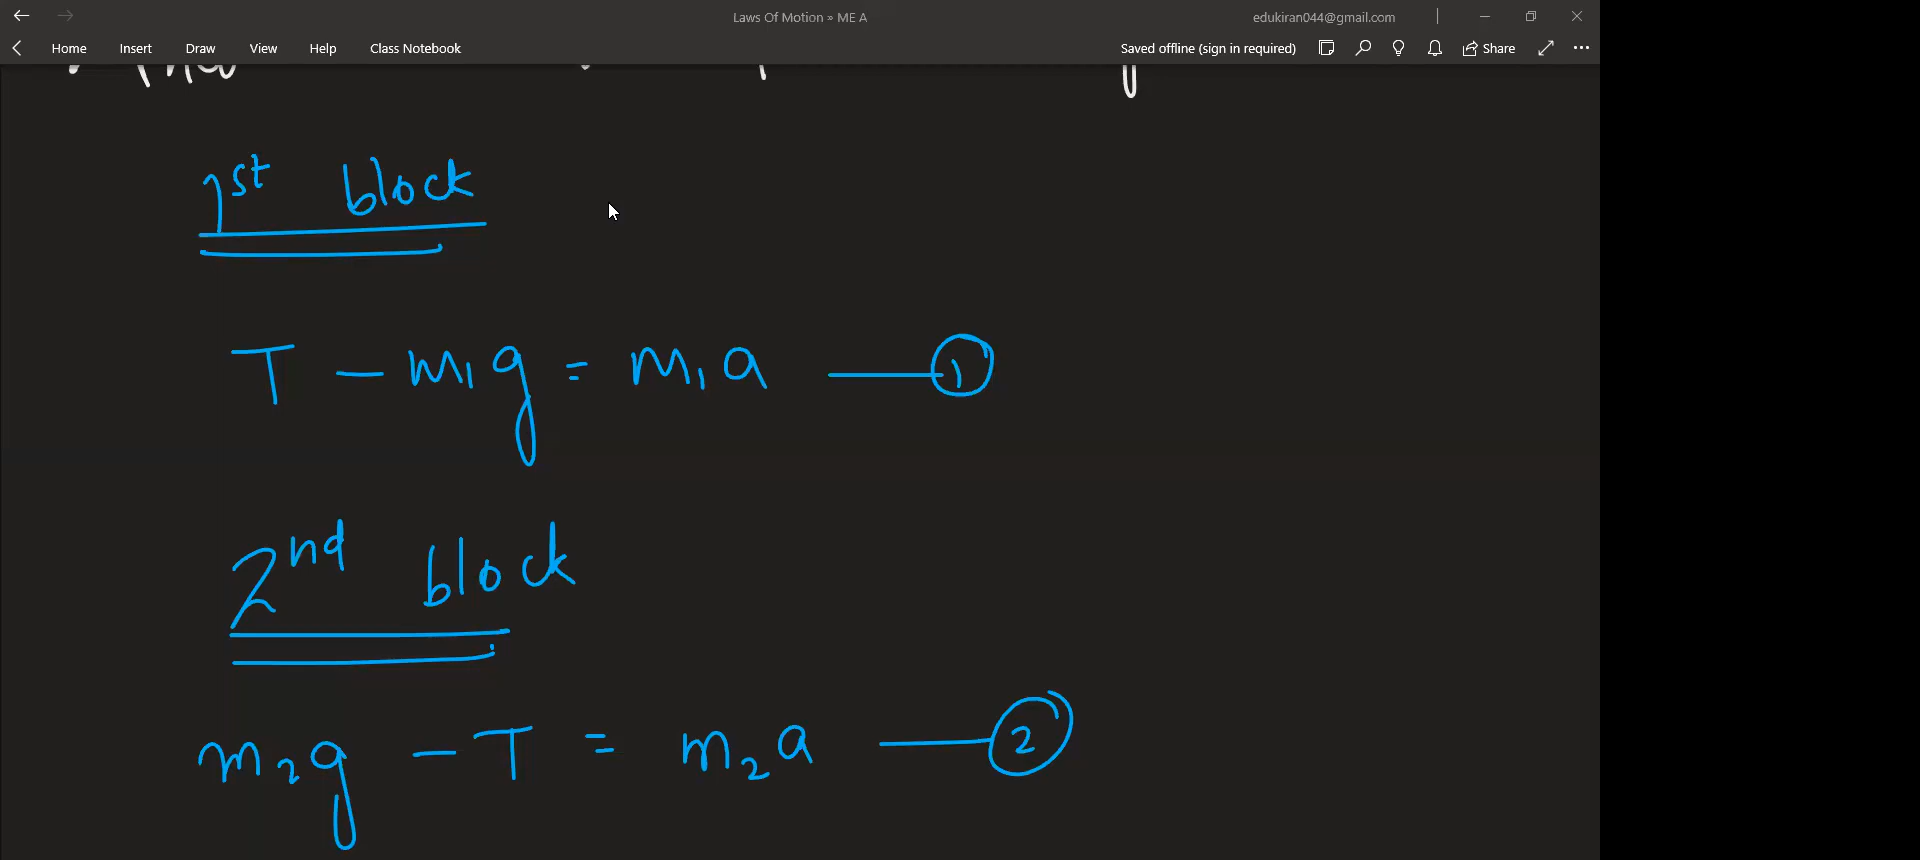 Laws Of Motion » ME A
edukiran044@gmail.com
Home Insert Draw View Help Class Notebook
Saved offline (sign in required) Share
1st block
T - m₁g = m₁a — 1
2nd block
m₂g - T = m₂a — 2